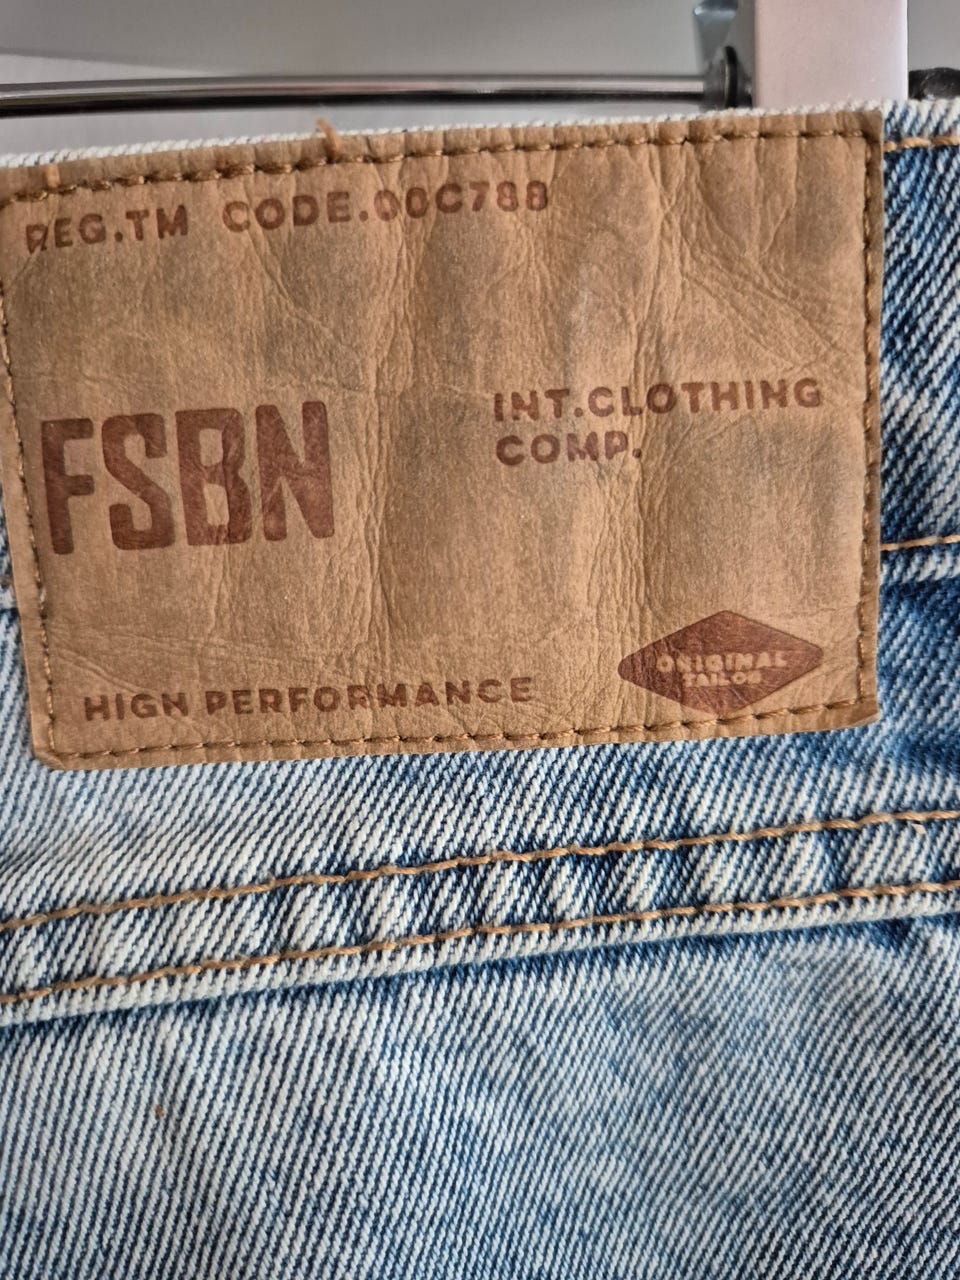 REG.TM CODE.00C788
FSBN
INT.CLOTHING
COMP.
HIGH PERFORMANCE
ORIGINAL
TAILOR